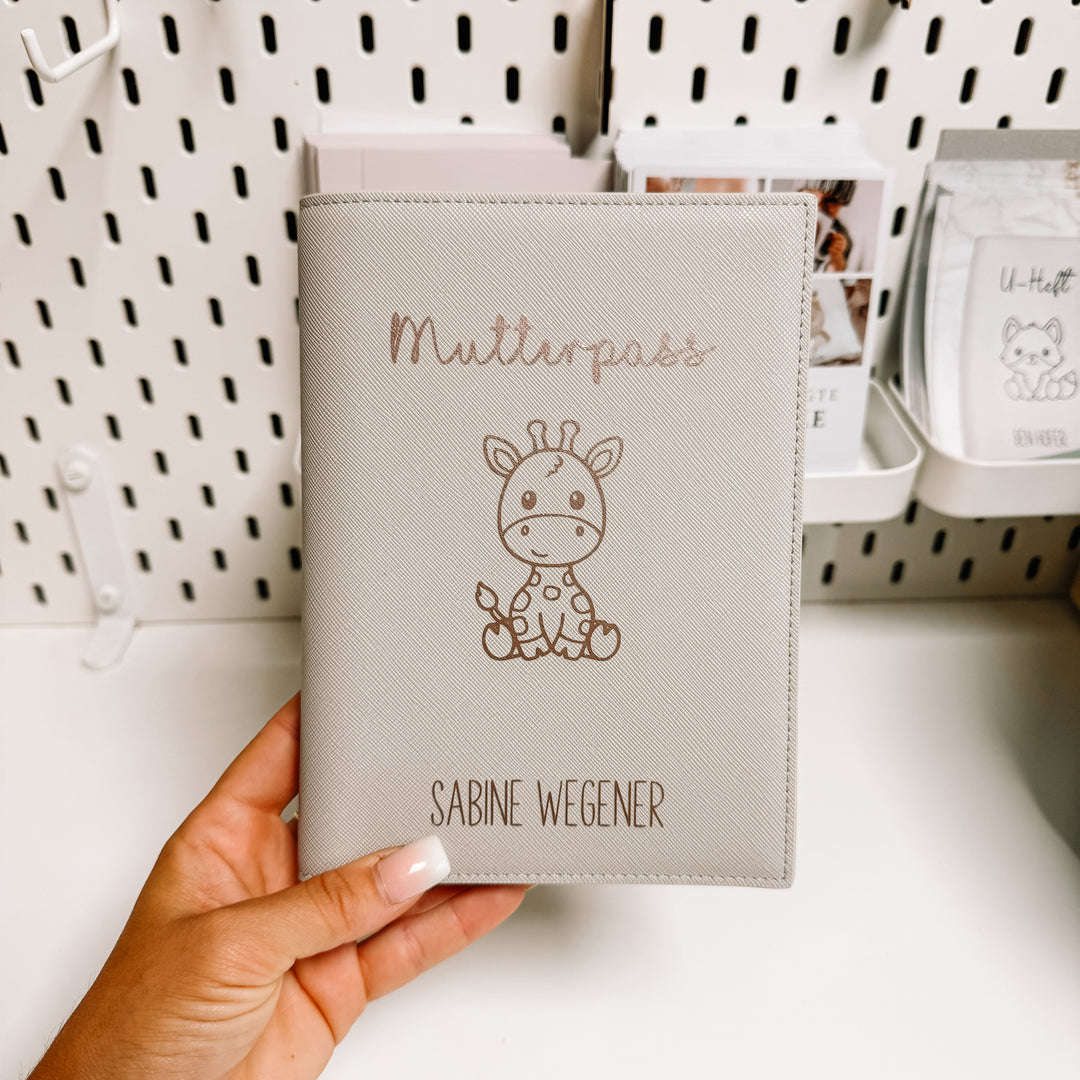 Mutterpass
SABINE WEGENER
U-Heft